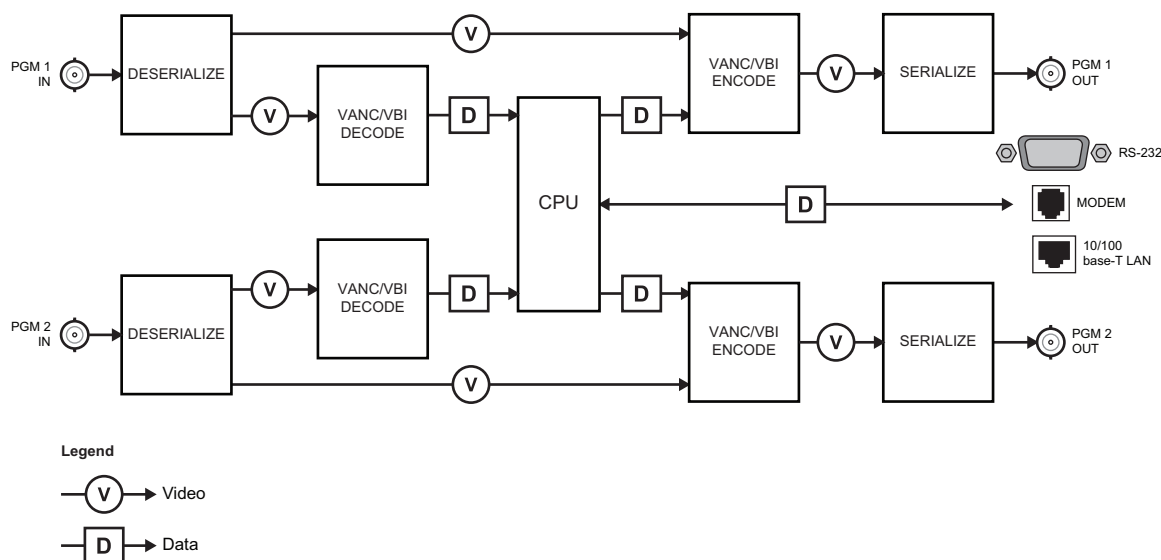 PGM 1
IN
DESERIALIZE
V
V
VANC/VBI
DECODE
D
CPU
D
VANC/VBI
ENCODE
V
SERIALIZE
PGM 1
OUT
RS-232
D
MODEM
10/100
base-T LAN
PGM 2
IN
DESERIALIZE
V
VANC/VBI
DECODE
D
D
VANC/VBI
ENCODE
V
SERIALIZE
PGM 2
OUT
V
Legend
V
Video
D
Data